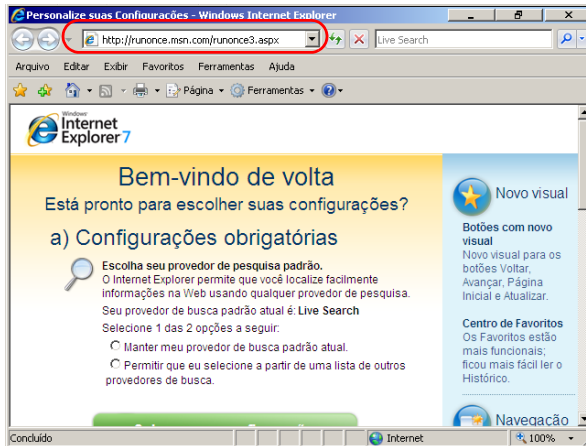 Personalize suas Configurações - Windows Internet Explorer
http://runonce.msn.com/runonce3.aspx
Live Search
Arquivo Editar Exibir Favoritos Ferramentas Ajuda
Página Ferramentas
Windows
Internet
Explorer 7
Bem-vindo de volta
Está pronto para escolher suas configurações?
a) Configurações obrigatórias
Escolha seu provedor de pesquisa padrão.
O Internet Explorer permite que você localize facilmente
informações na Web usando qualquer provedor de pesquisa.
Seu provedor de busca padrão atual é: Live Search
Selecione 1 das 2 opções a seguir:
Manter meu provedor de busca padrão atual.
Permitir que eu selecione a partir de uma lista de outros
provedores de busca.
Novo visual
Botões com novo
visual
Novo visual para os
botões Voltar,
Avançar, Página
Inicial e Atualizar.
Centro de Favoritos
Os Favoritos estão
mais funcionais;
ficou mais fácil ler o
Histórico.
Navegação
Concluído
Internet
100%